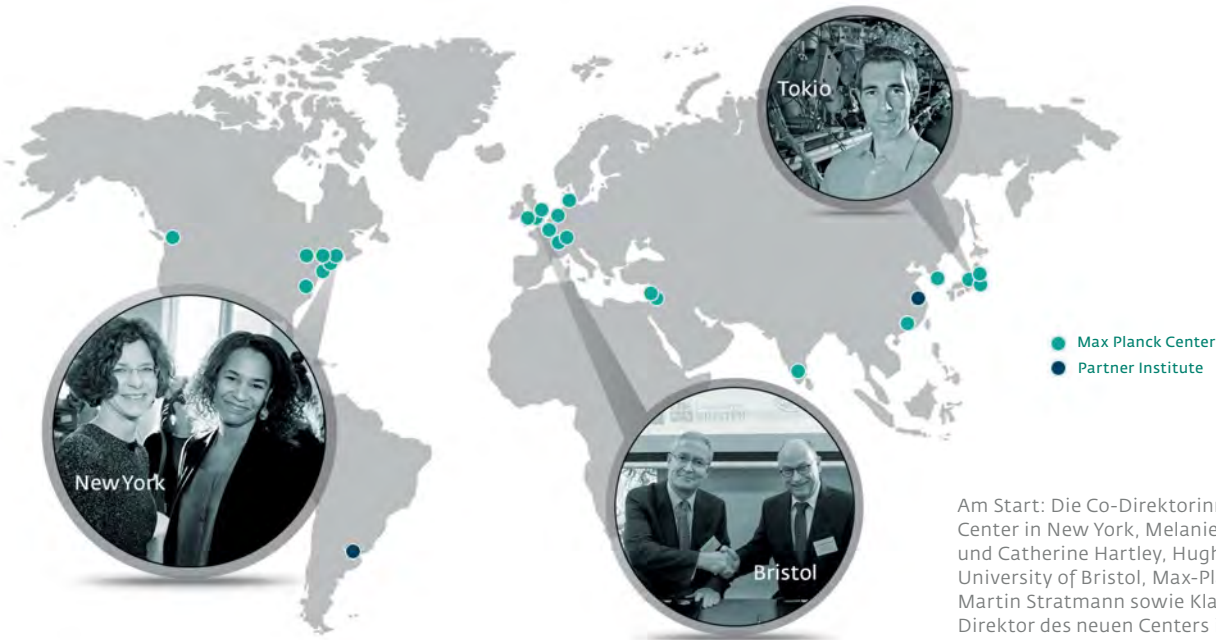 Tokio
New York
Bristol
Max Planck Center
Partner Institute
Am Start: Die Co-Direktorinn
Center in New York, Melanie
und Catherine Hartley, Hugh
University of Bristol, Max-Pl
Martin Stratmann sowie Kla
Direktor des neuen Centers